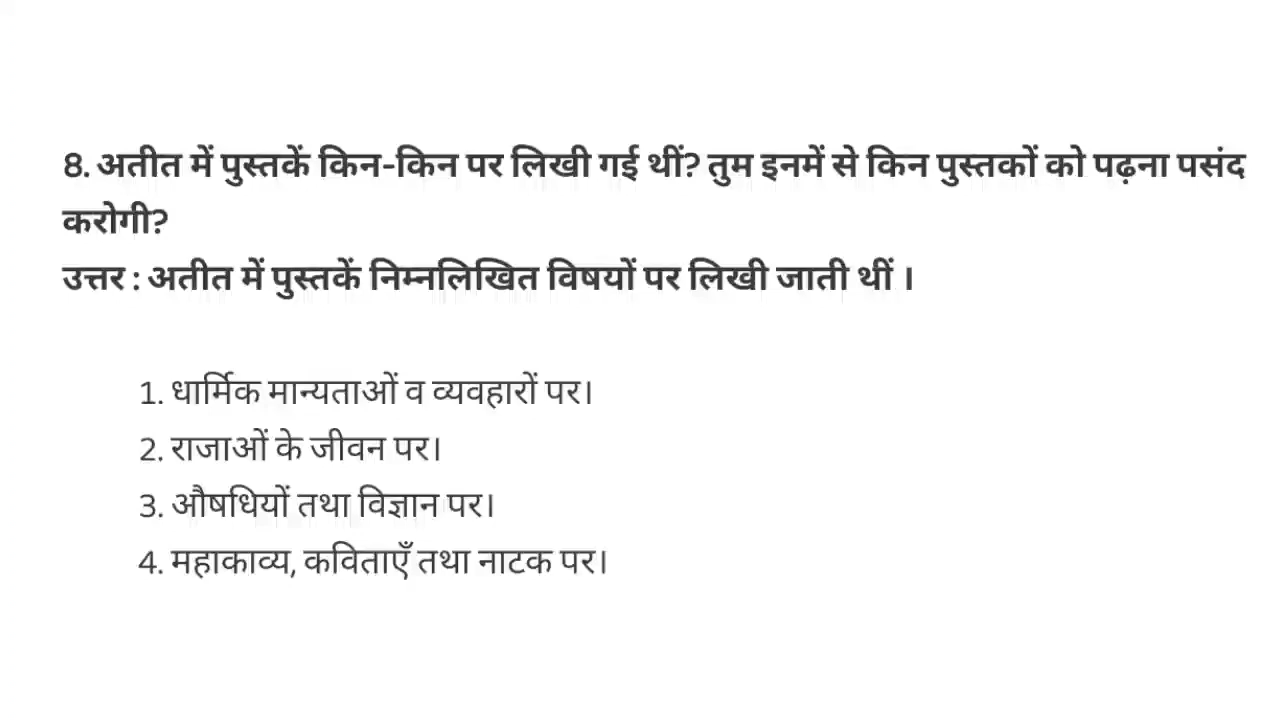 8. अतीत में पुस्तकें किन-किन पर लिखी गई थीं? तुम इनमें से किन पुस्तकों को पढ़ना पसंद
करोगी?
उत्तर : अतीत में पुस्तकें निम्नलिखित विषयों पर लिखी जाती थीं ।
1. धार्मिक मान्यताओं व व्यवहारों पर।
2. राजाओं के जीवन पर।
3. औषधियों तथा विज्ञान पर।
4. महाकाव्य, कविताएँ तथा नाटक पर।